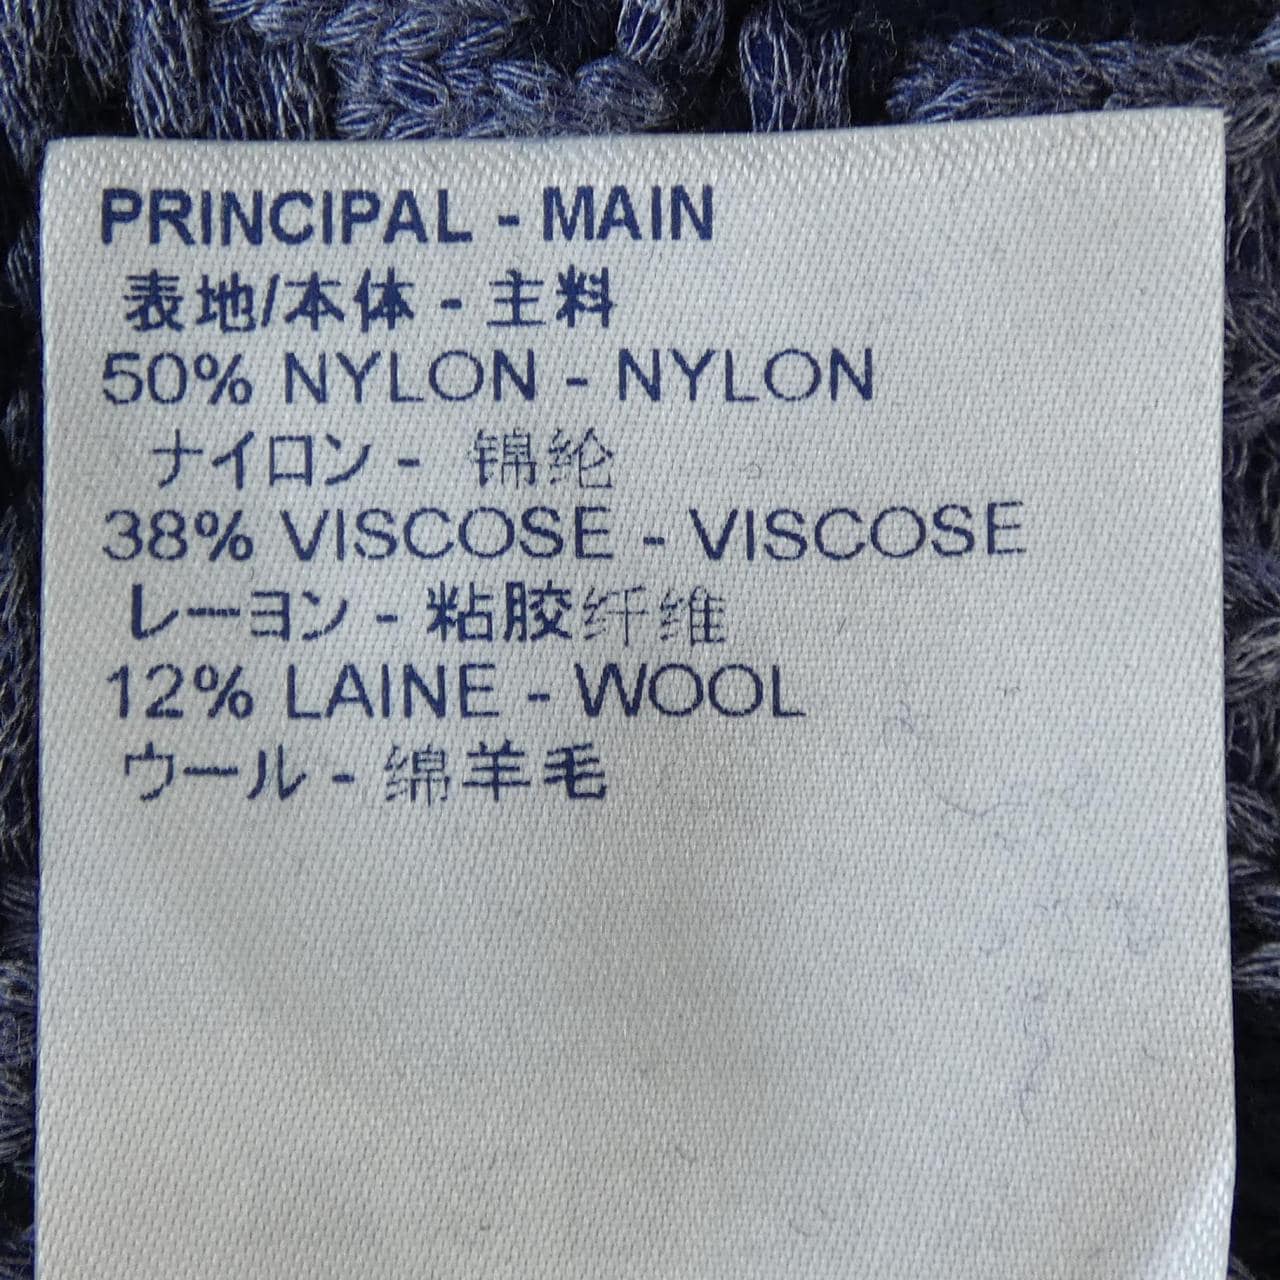 PRINCIPAL - MAIN
表地/本体 - 主料
50% NYLON - NYLON
ナイロン - 锦纶
38% VISCOSE - VISCOSE
レーヨン - 粘胶纤维
12% LAINE - WOOL
ウール - 绵羊毛